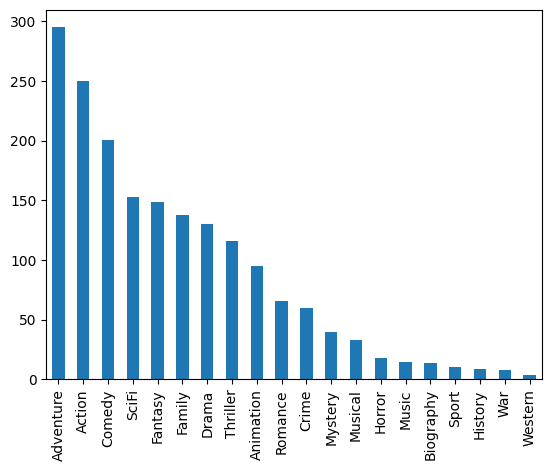 300
250
200
150
100
50
0
Adventure
Action
Comedy
SciFi
Fantasy
Family
Drama
Thriller
Animation
Romance
Crime
Mystery
Musical
Horror
Music
Biography
Sport
History
War
Western